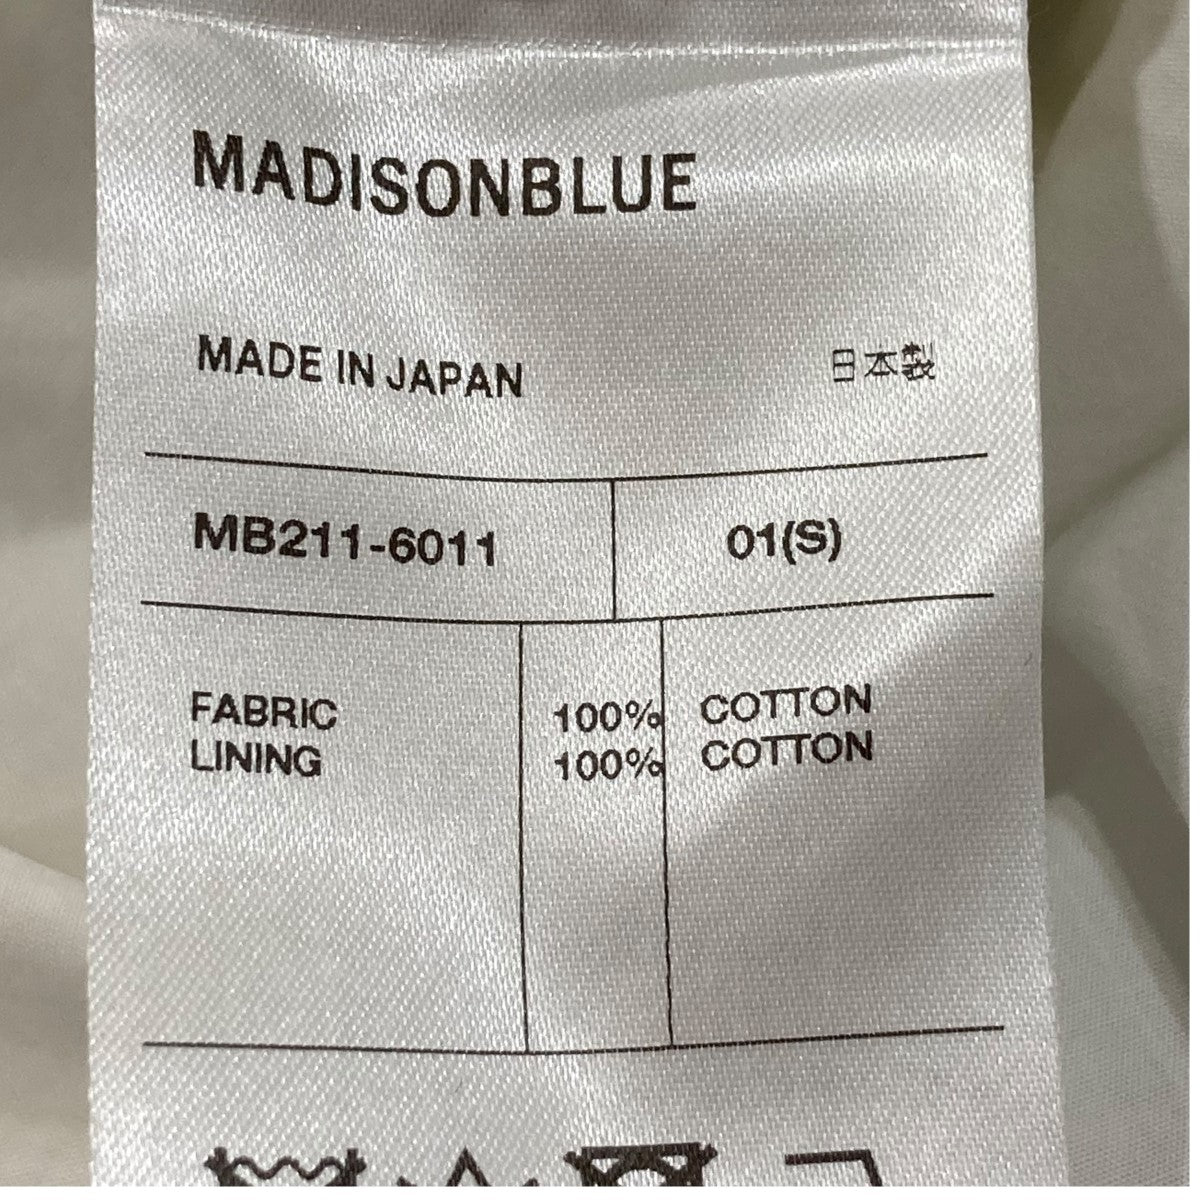 MADISONBLUE
MADE IN JAPAN 日本製
MB211-6011 01(S)
FABRIC 100% COTTON
LINING 100% COTTON